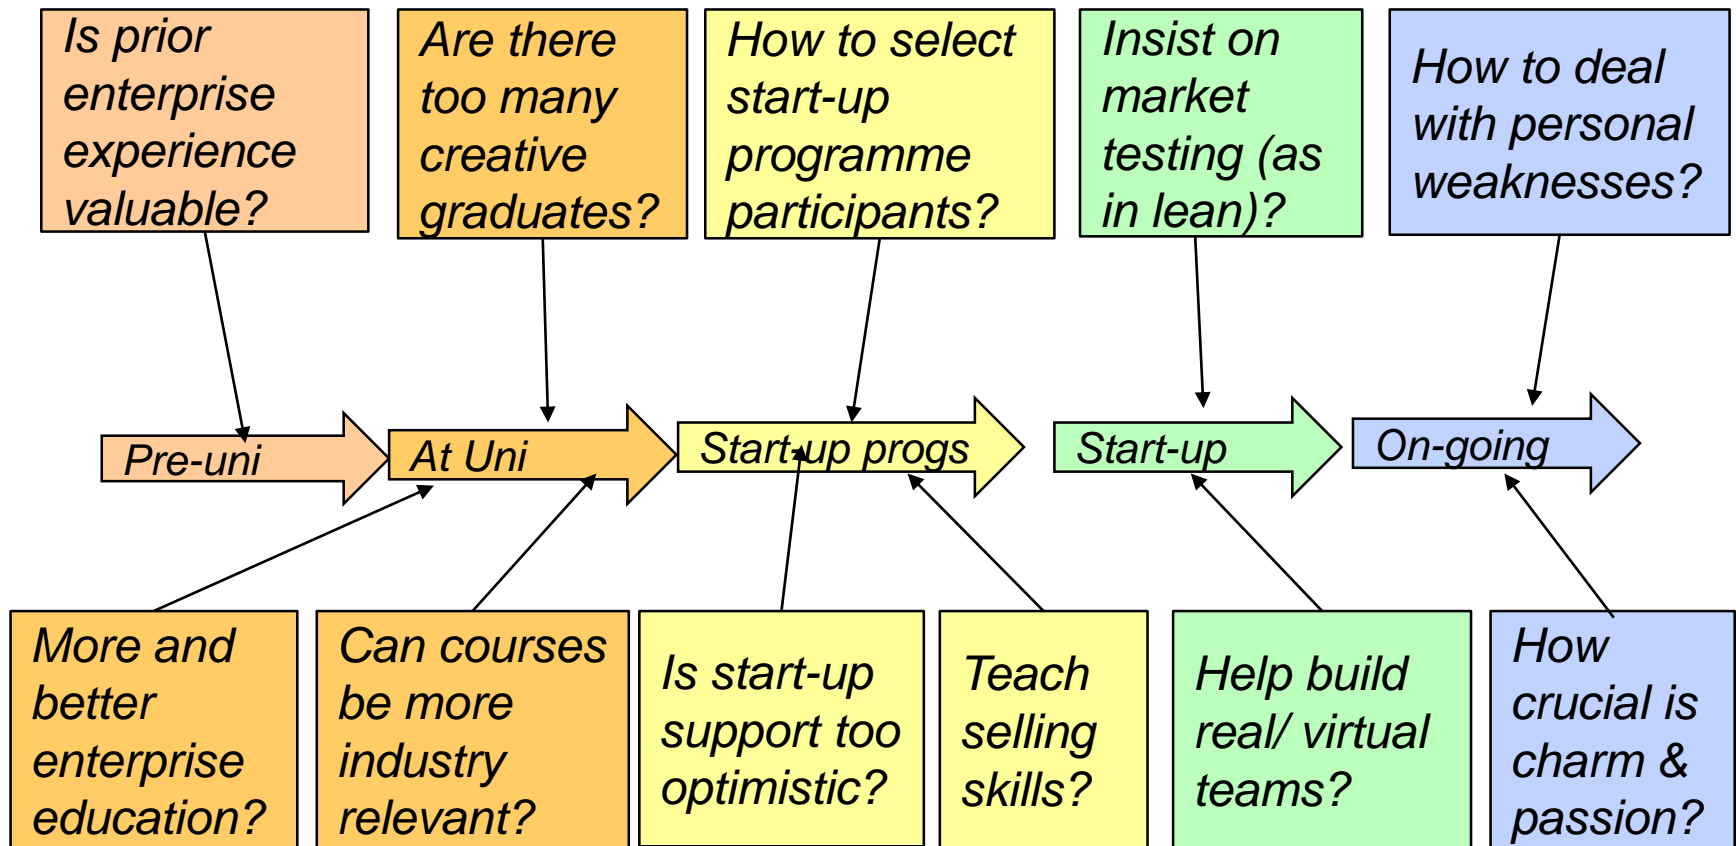 Is prior
enterprise
experience
valuable?
Are there
too many
creative
graduates?
How to select
start-up
programme
participants?
Insist on
market
testing (as
in lean)?
How to deal
with personal
weaknesses?
Pre-uni
At Uni
Start-up progs
Start-up
On-going
More and
better
enterprise
education?
Can courses
be more
industry
relevant?
Is start-up
support too
optimistic?
Teach
selling
skills?
Help build
real/ virtual
teams?
How
crucial is
charm &
passion?